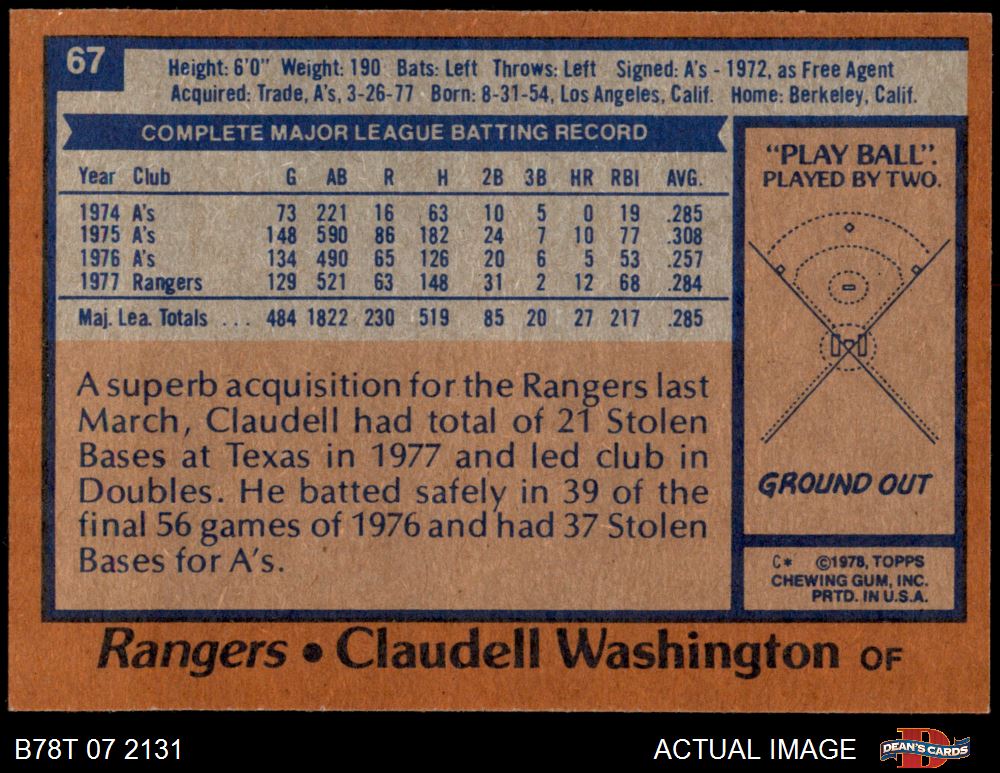 67
Height: 6'0" Weight: 190 Bats: Left Throws: Left Signed: A's - 1972, as Free Agent
Acquired: Trade, A's, 3-26-77 Born: 8-31-54, Los Angeles, Calif. Home: Berkeley, Calif.
COMPLETE MAJOR LEAGUE BATTING RECORD
Year Club G AB R H 2B 3B HR RBI AVG.
1974 A's 73 221 16 63 10 5 0 19 .285
1975 A's 148 590 86 182 24 7 10 77 .308
1976 A's 134 490 65 126 20 6 5 53 .257
1977 Rangers 129 521 63 148 31 2 12 68 .284
Maj. Lea. Totals ... 484 1822 230 519 85 20 27 217 .285
A superb acquisition for the Rangers last
March, Claudell had total of 21 Stolen
Bases at Texas in 1977 and led club in
Doubles. He batted safely in 39 of the
final 56 games of 1976 and had 37 Stolen
Bases for A's.
"PLAY BALL".
PLAYED BY TWO.
GROUND OUT
C* ©1978, TOPPS
CHEWING GUM, INC.
PRTD. IN U.S.A.
Rangers • Claudell Washington OF
B78T 07 2131
ACTUAL IMAGE
DEAN'S CARDS